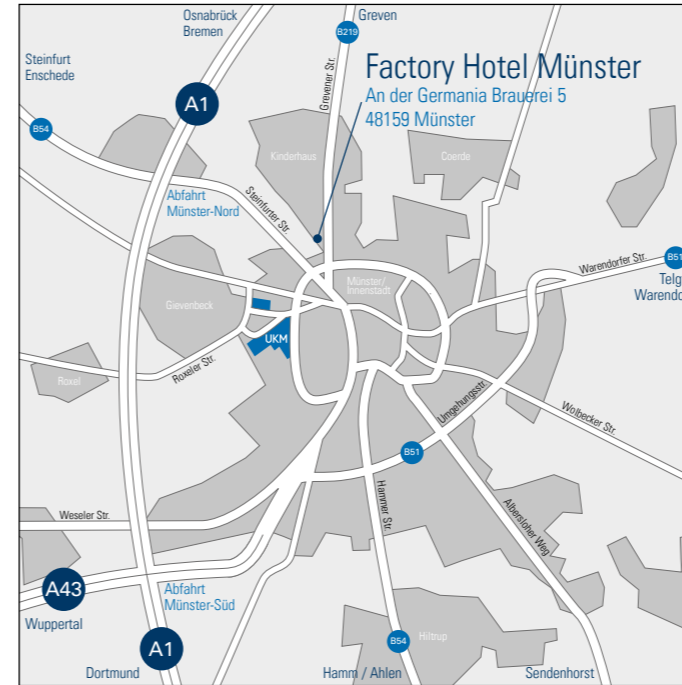 Osnabrück
Bremen
Greven
B219
Steinfurt
Enschede
Factory Hotel Münster
An der Germania Brauerei 5
48159 Münster
A1
B54
Grevener Str.
Kinderhaus
Coerde
Abfahrt
Münster-Nord
Steinfurter Str.
Warendorfer Str.
B51
Telg
Warendo
Münster/
Innenstadt
Gievenbeck
UKM
Roxel
Roxeler Str.
Umgehungsstr.
Wolbecker Str.
B51
Weseler Str.
Hammer Str.
Albersloher Weg
A43
Wuppertal
Abfahrt
Münster-Süd
A1
Dortmund
B54
Hiltrup
Hamm / Ahlen
Sendenhorst